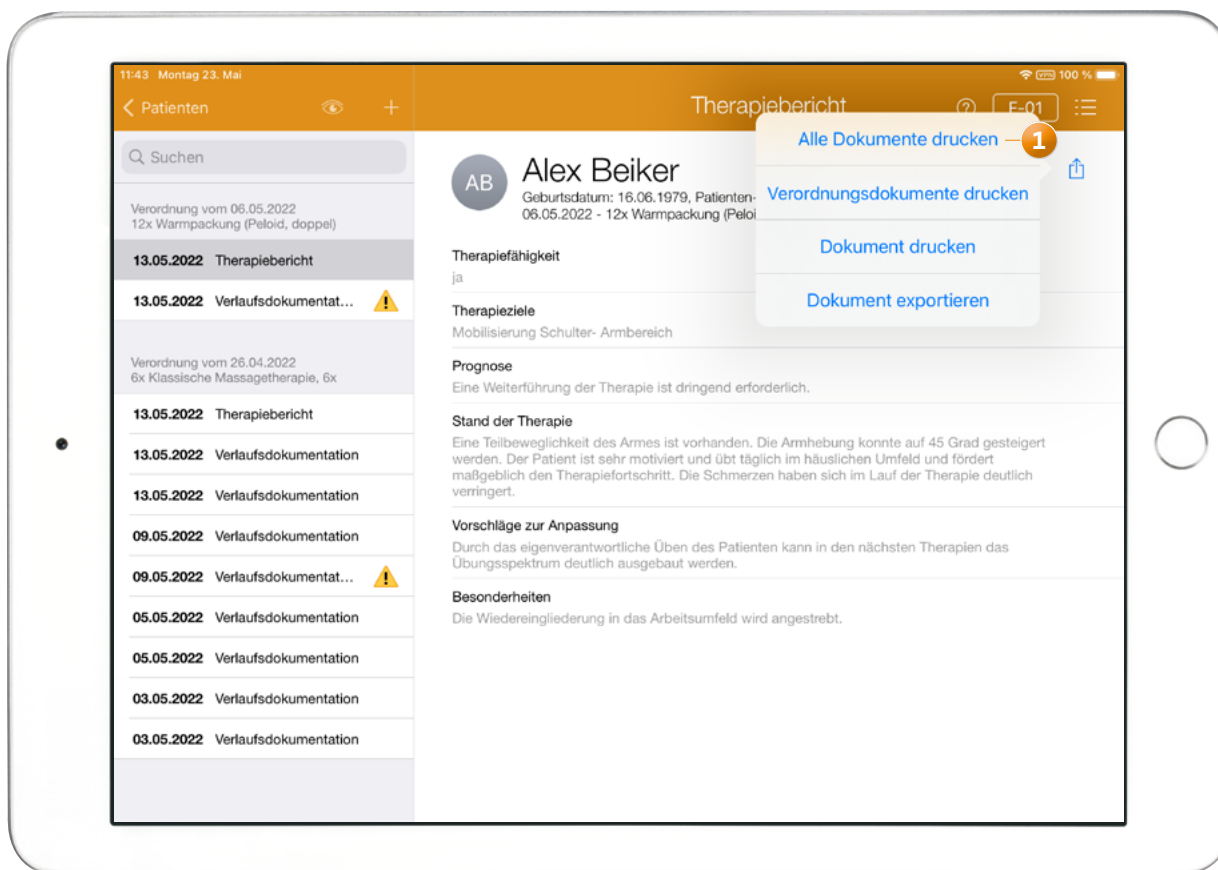 11:43 Montag 23. Mai
VPN 100 %
Patienten
Therapiebericht
F-01
Suchen
Verordnung vom 06.05.2022
12x Warmpackung (Peloid, doppel)
13.05.2022 Therapiebericht
13.05.2022 Verlaufsdokumentat...
Verordnung vom 26.04.2022
6x Klassische Massagetherapie, 6x
13.05.2022 Therapiebericht
13.05.2022 Verlaufsdokumentation
13.05.2022 Verlaufsdokumentation
09.05.2022 Verlaufsdokumentation
09.05.2022 Verlaufsdokumentat...
05.05.2022 Verlaufsdokumentation
05.05.2022 Verlaufsdokumentation
03.05.2022 Verlaufsdokumentation
03.05.2022 Verlaufsdokumentation
AB
Alex Beiker
Geburtsdatum: 16.06.1979, Patienten-
06.05.2022 - 12x Warmpackung (Peloi
Alle Dokumente drucken
1
Verordnungsdokumente drucken
Dokument drucken
Dokument exportieren
Therapiefähigkeit
ja
Therapieziele
Mobilisierung Schulter- Armbereich
Prognose
Eine Weiterführung der Therapie ist dringend erforderlich.
Stand der Therapie
Eine Teilbeweglichkeit des Armes ist vorhanden. Die Armhebung konnte auf 45 Grad gesteigert
werden. Der Patient ist sehr motiviert und übt täglich im häuslichen Umfeld und fördert
maßgeblich den Therapiefortschritt. Die Schmerzen haben sich im Lauf der Therapie deutlich
verringert.
Vorschläge zur Anpassung
Durch das eigenverantwortliche Üben des Patienten kann in den nächsten Therapien das
Übungsspektrum deutlich ausgebaut werden.
Besonderheiten
Die Wiedereingliederung in das Arbeitsumfeld wird angestrebt.